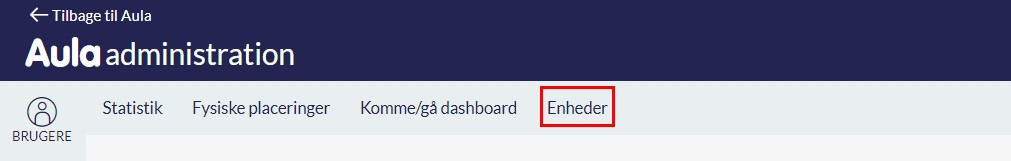 ← Tilbage til Aula
Aula administration
BRUGERE
Statistik Fysiske placeringer Komme/gå dashboard Enheder